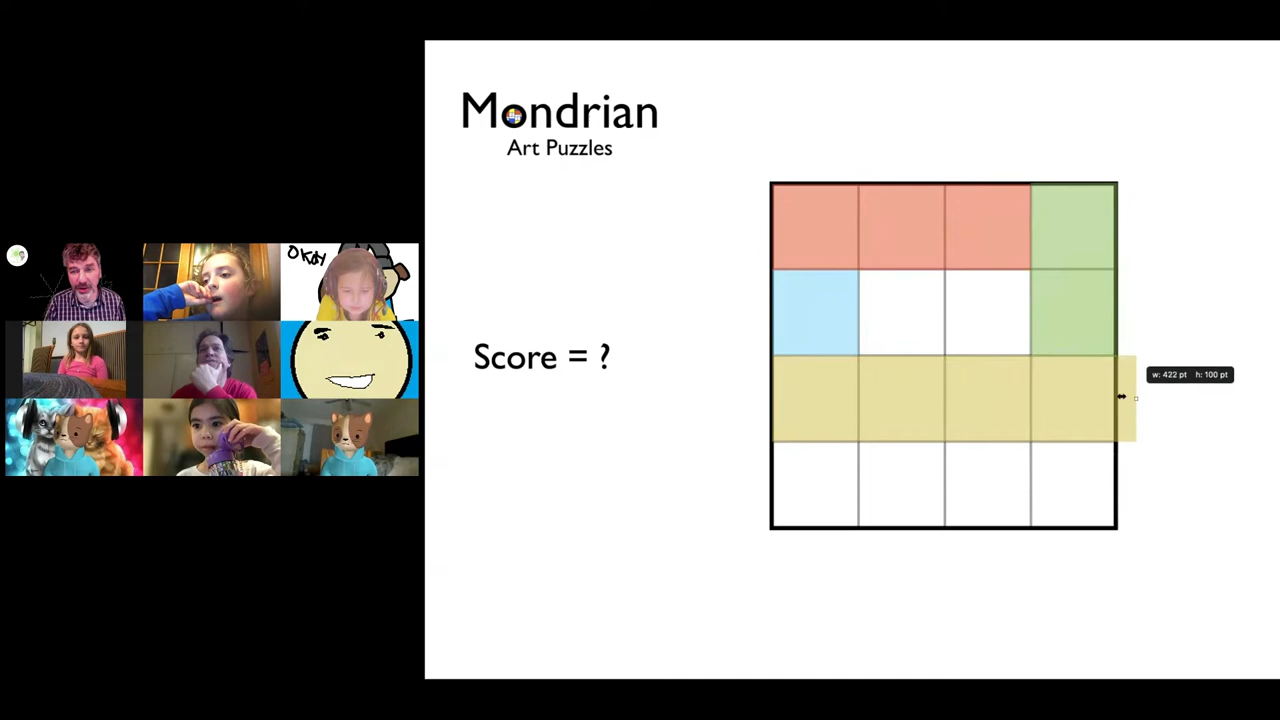 Mondrian
Art Puzzles
Okay
Score = ?
w: 422 pt h: 100 pt